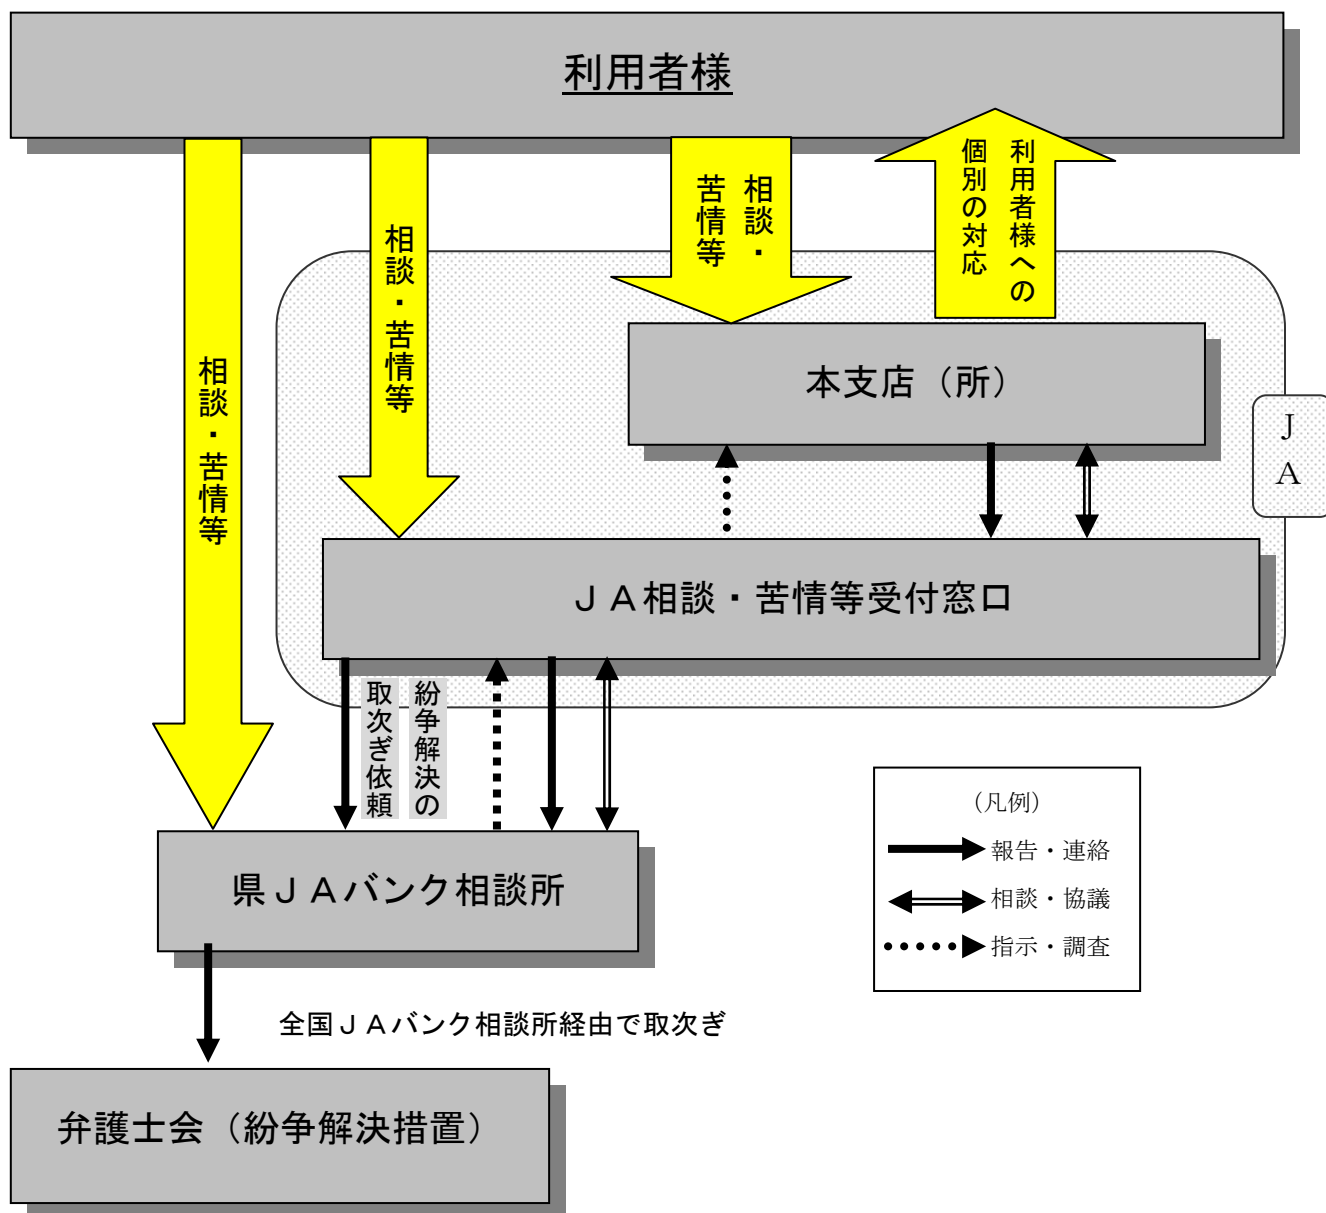 利用者様
相談・苦情等
相談・苦情等
相談・
苦情等
利用者様への
個別の対応
本支店（所）
ＪＡ
ＪＡ相談・苦情等受付窓口
紛争解決の
取次ぎ依頼
県ＪＡバンク相談所
（凡例）
報告・連絡
相談・協議
指示・調査
全国ＪＡバンク相談所経由で取次ぎ
弁護士会（紛争解決措置）